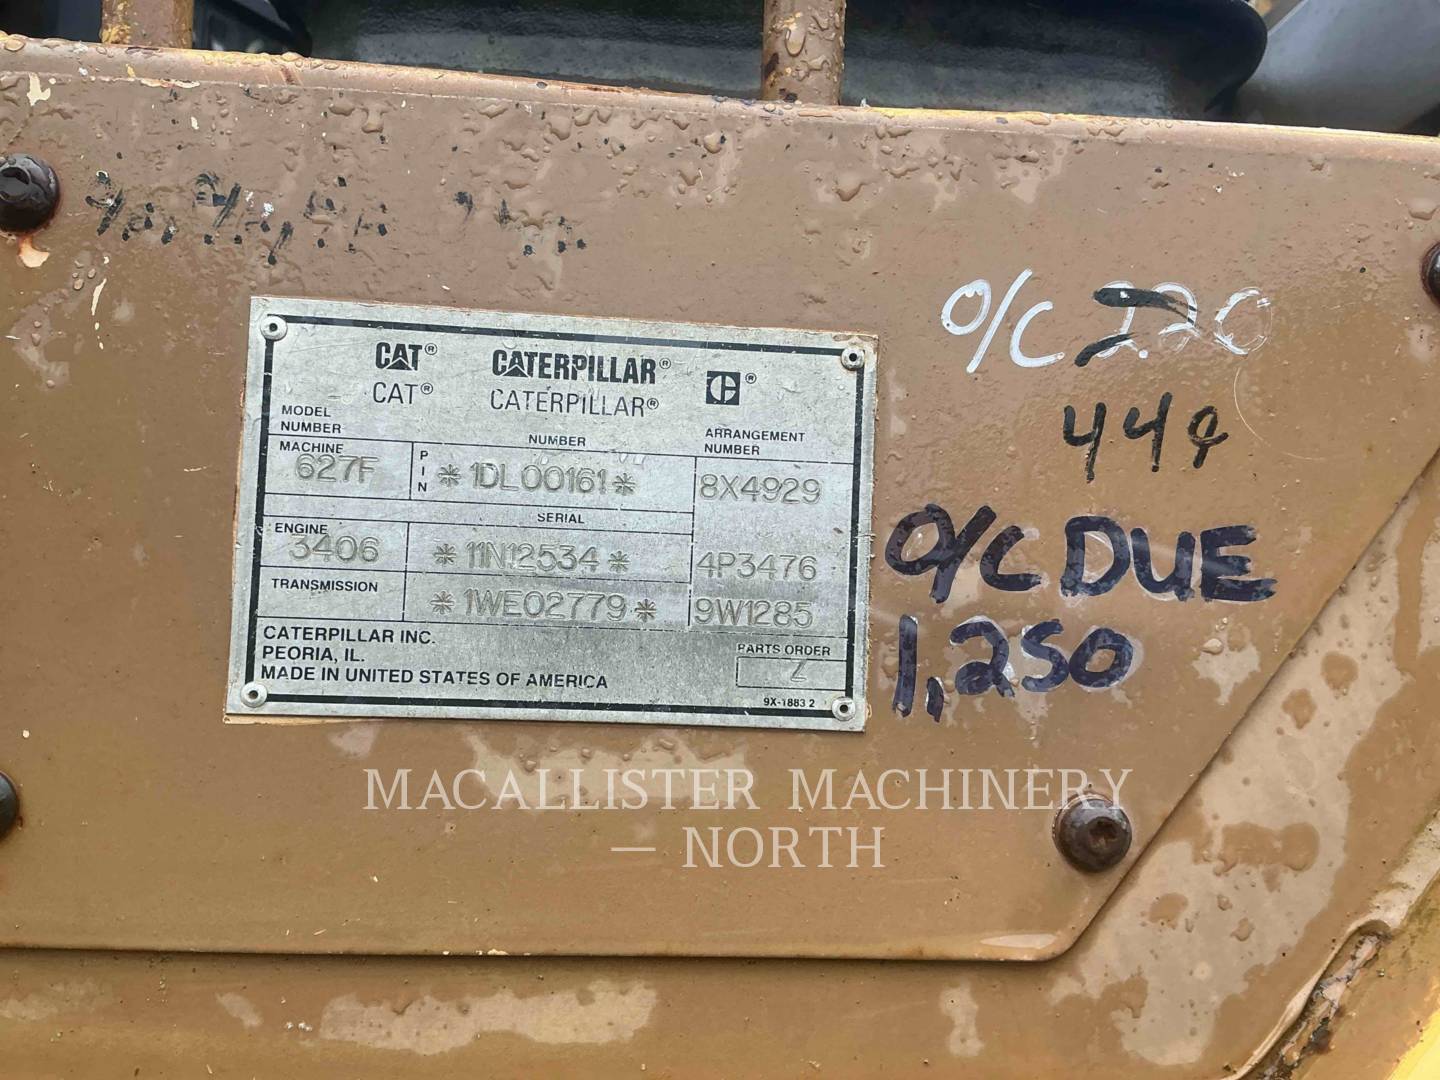 CAT® CATERPILLAR® C®
CAT® CATERPILLAR®
MODEL NUMBER NUMBER ARRANGEMENT NUMBER
MACHINE 627F PIN *1DL00161* 8X4929
SERIAL
ENGINE 3406 *11N12534* 4P3476
TRANSMISSION *1WE02779* 9W1285
CATERPILLAR INC.
PEORIA, IL.
MADE IN UNITED STATES OF AMERICA
PARTS ORDER
Z
9X-1883 2
O/C 220
O/C DUE
1,250
MACALLISTER MACHINERY
— NORTH